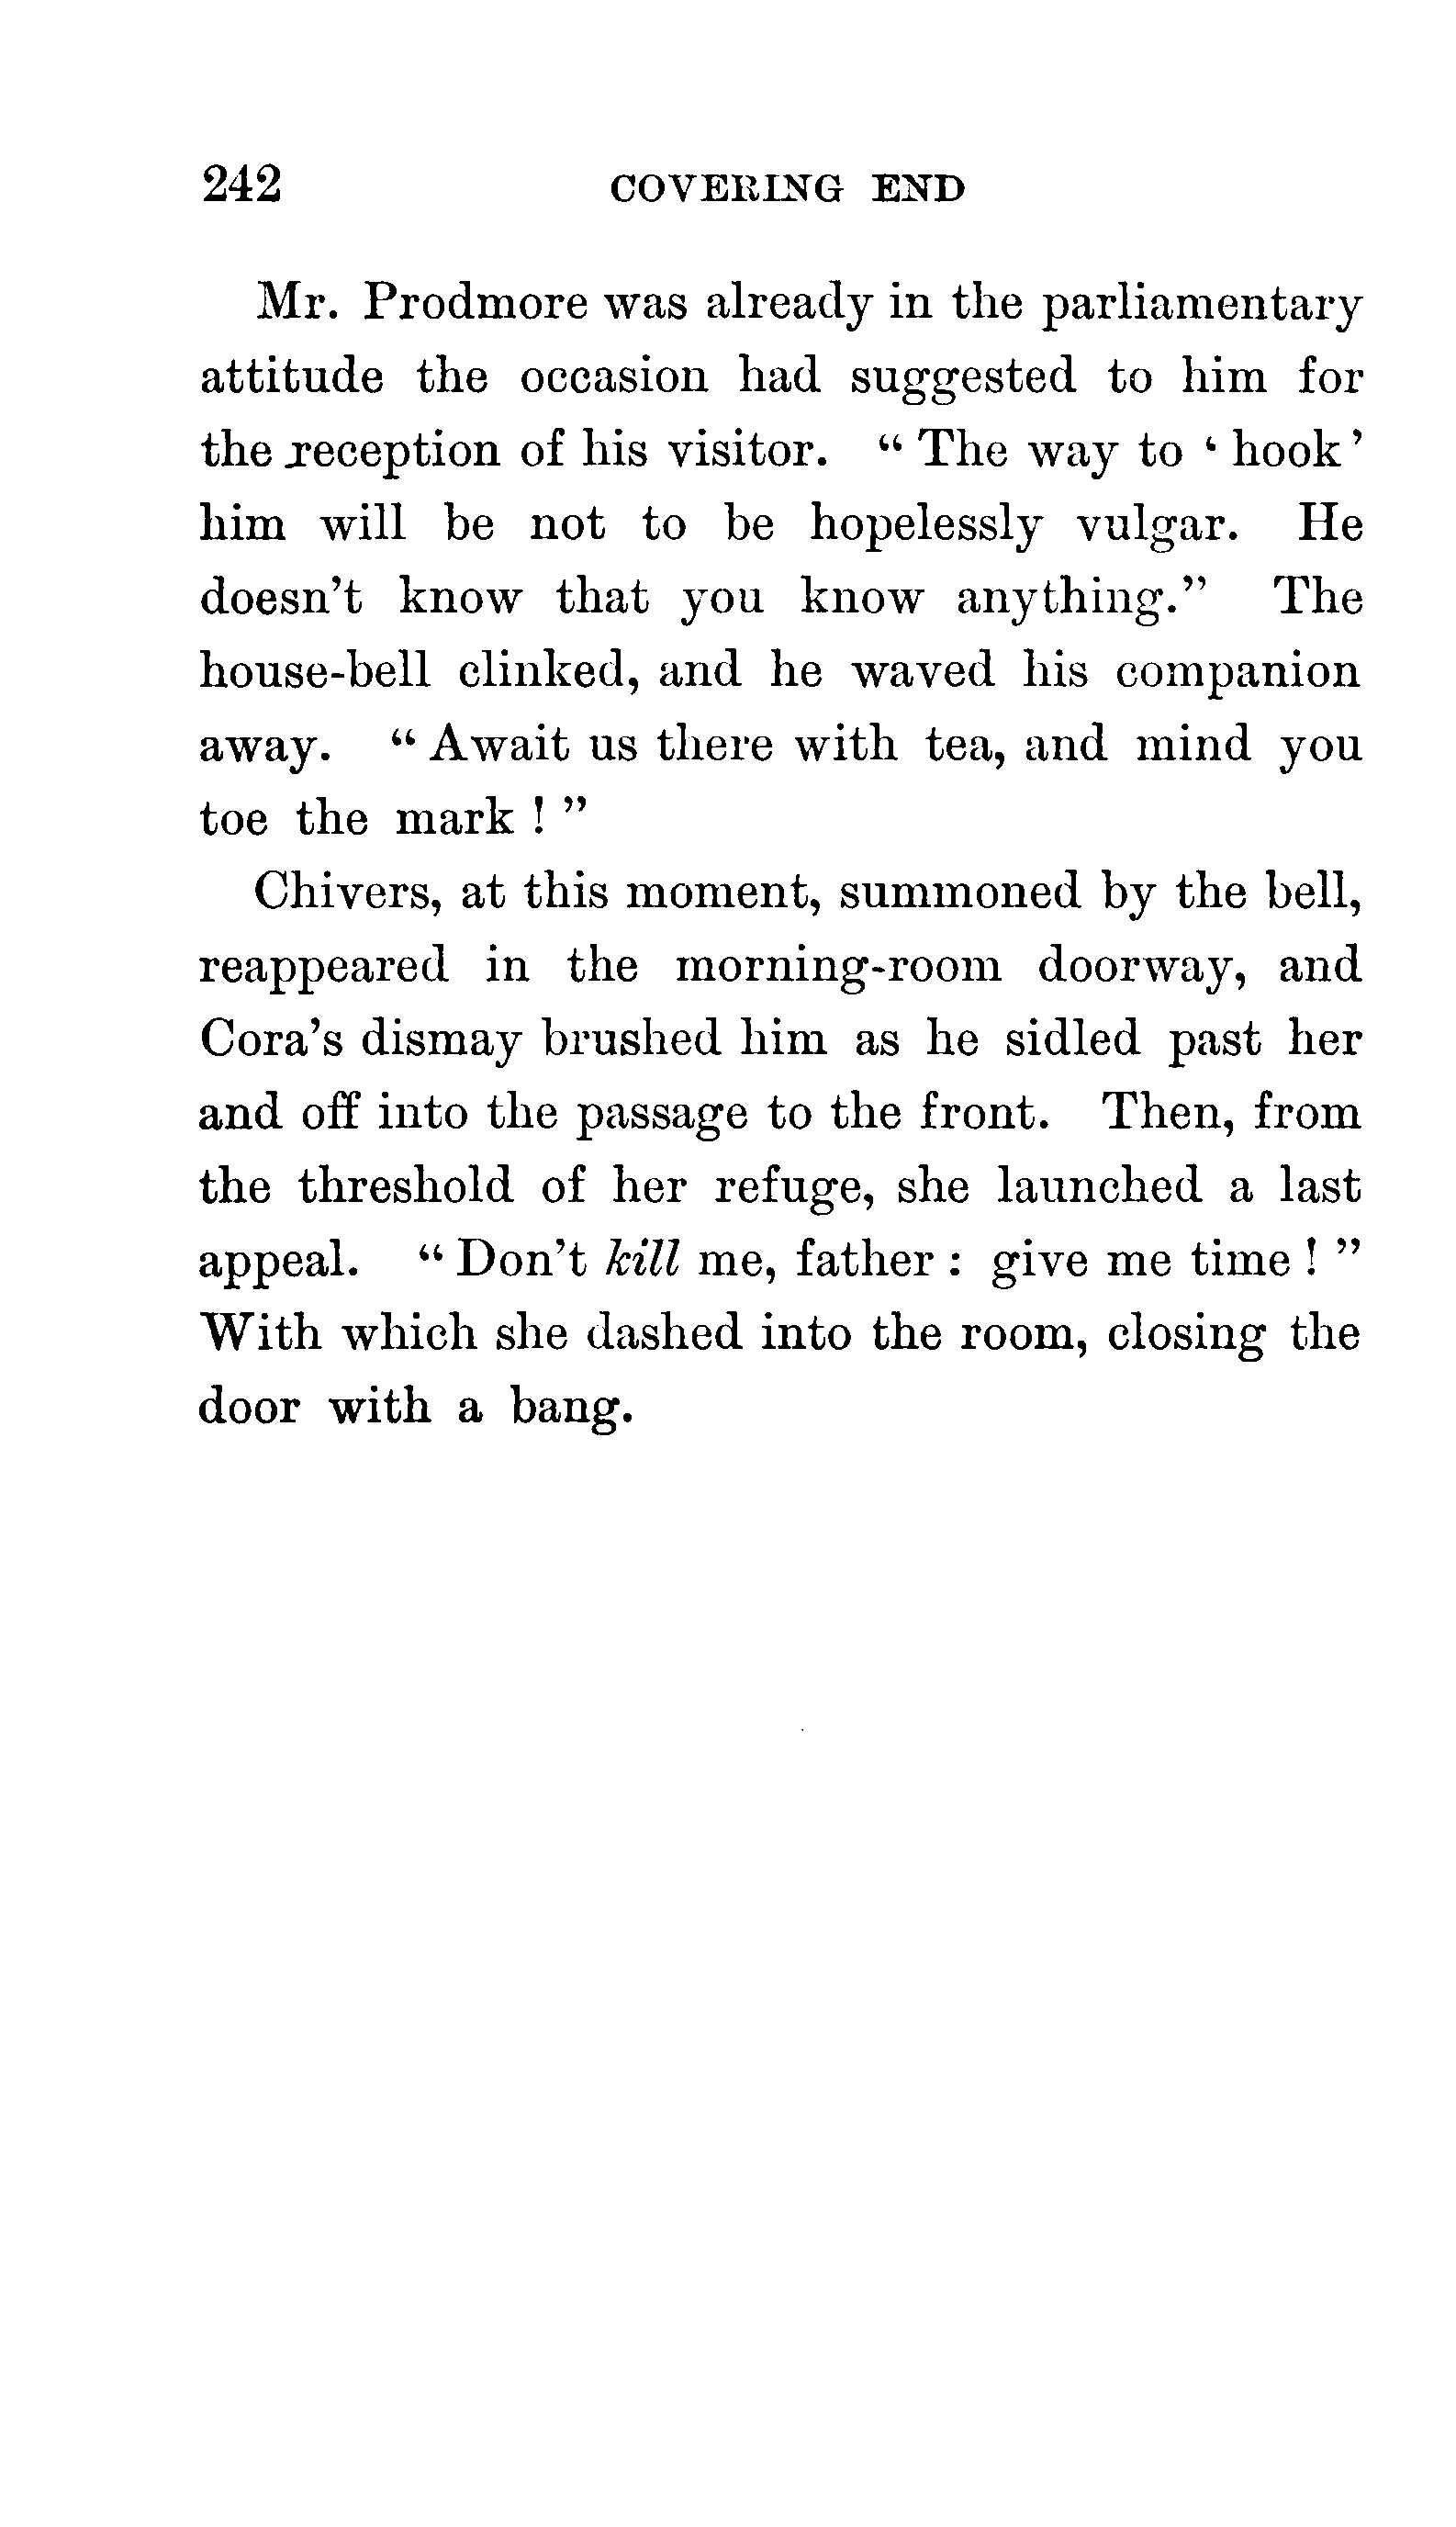 242 COVERING END
Mr. Prodmore was already in the parliamentary
attitude the occasion had suggested to him for
the reception of his visitor. “ The way to ‘ hook ’
him will be not to be hopelessly vulgar. He
doesn’t know that you know anything.” The
house-bell clinked, and he waved his companion
away. “ Await us there with tea, and mind you
toe the mark ! ”
Chivers, at this moment, summoned by the bell,
reappeared in the morning-room doorway, and
Cora’s dismay brushed him as he sidled past her
and off into the passage to the front. Then, from
the threshold of her refuge, she launched a last
appeal. “ Don’t kill me, father : give me time ! ”
With which she dashed into the room, closing the
door with a bang.